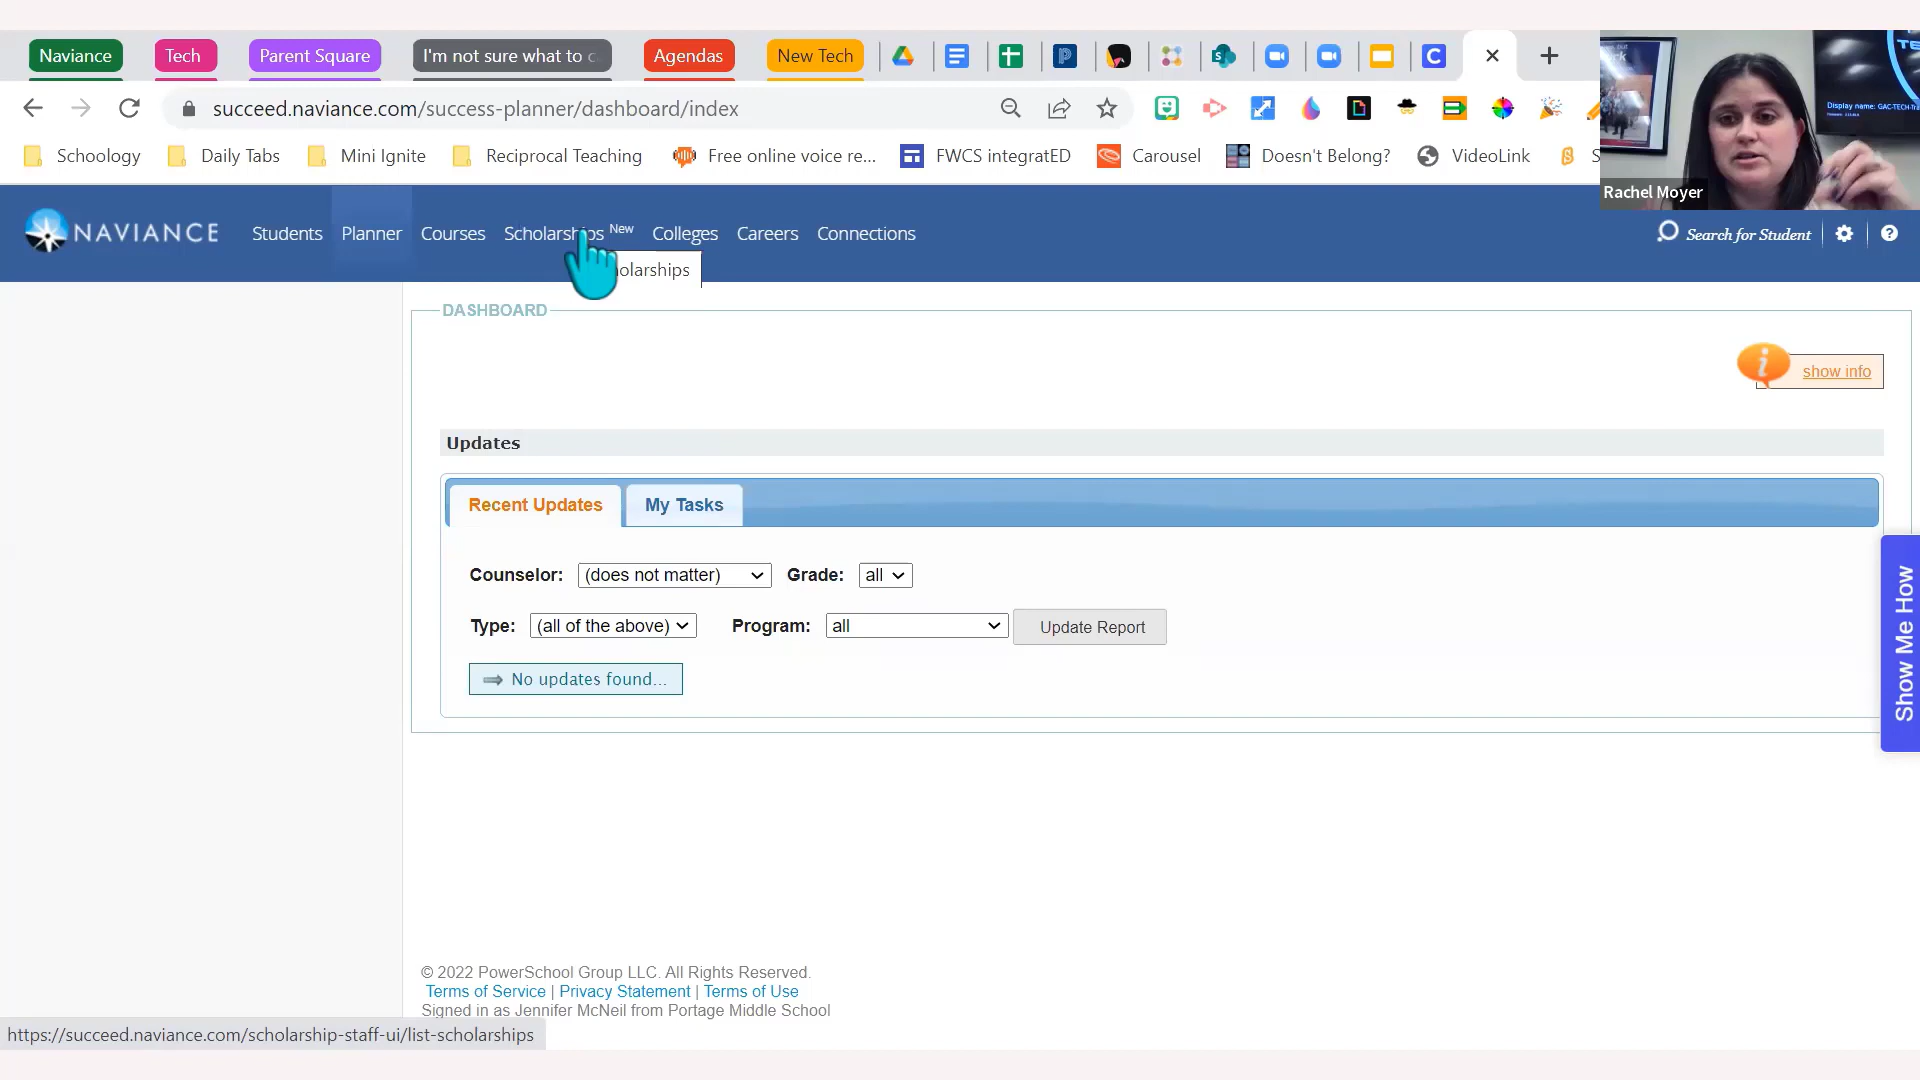 Naviance Tech Parent Square I'm not sure what to c Agendas New Tech
succeed.naviance.com/success-planner/dashboard/index
Schoology Daily Tabs Mini Ignite Reciprocal Teaching Free online voice re... FWCS integratED Carousel Doesn't Belong? VideoLink S
Display name: GAC-TECH-Tra
Rachel Moyer
NAVIANCE Students Planner Courses Scholarships New Colleges Careers Connections Search for Student
olarships
DASHBOARD
show info
Updates
Recent Updates My Tasks
Counselor: (does not matter) Grade: all
Type: (all of the above) Program: all Update Report
No updates found...
Show Me How
© 2022 PowerSchool Group LLC. All Rights Reserved.
Terms of Service | Privacy Statement | Terms of Use
Signed in as Jennifer McNeil from Portage Middle School
https://succeed.naviance.com/scholarship-staff-ui/list-scholarships